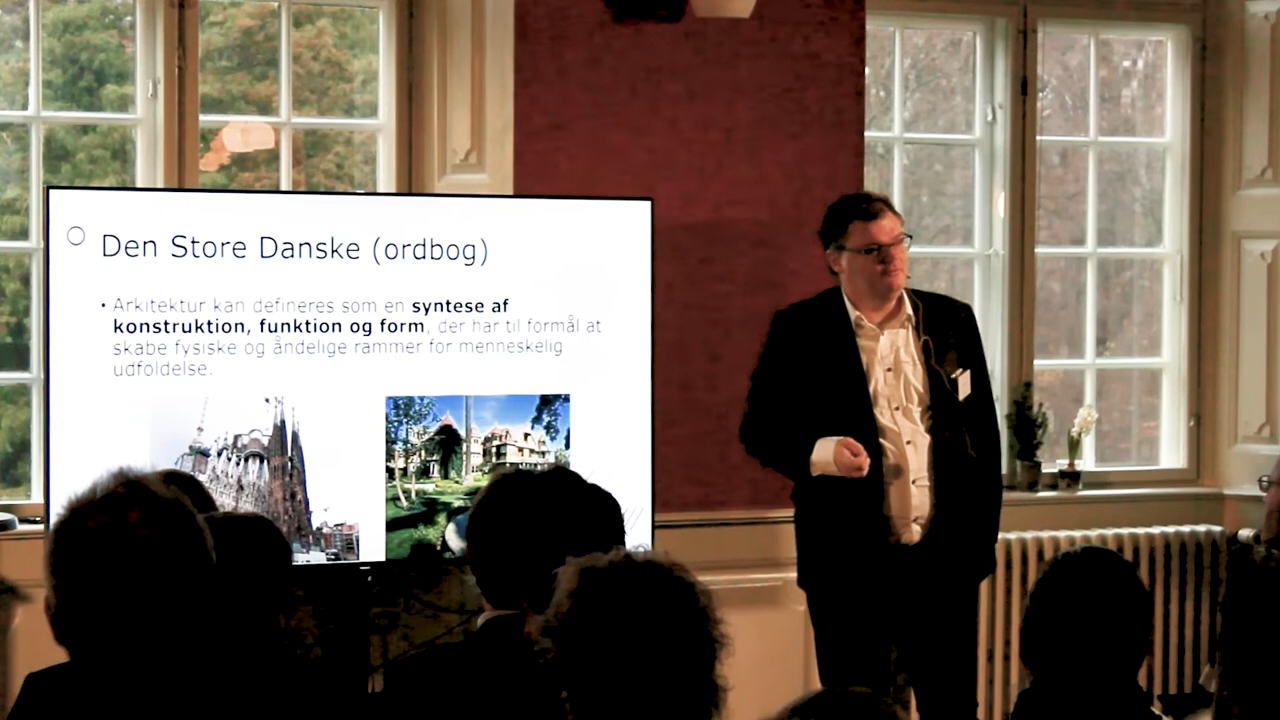 Den Store Danske (ordbog)
• Arkitektur kan defineres som en syntese af
konstruktion, funktion og form, der har til formål at
skabe fysiske og åndelige rammer for menneskelig
udfoldelse.